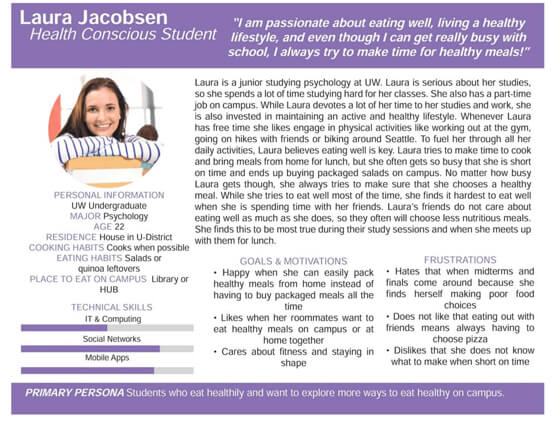 Laura Jacobsen
Health Conscious Student
"I am passionate about eating well, living a healthy
lifestyle, and even though I can get really busy with
school, I always try to make time for healthy meals!"
Laura is a junior studying psychology at UW. Laura is serious about her studies,
so she spends a lot of time studying hard for her classes. She also has a part-time
job on campus. While Laura devotes a lot of her time to her studies and work, she
is also invested in maintaining an active and healthy lifestyle. Whenever Laura
has free time she likes engage in physical activities like working out at the gym,
going on hikes with friends or biking around Seattle. To fuel her through all her
daily activities, Laura believes eating well is key. Laura tries to make time to cook
and bring meals from home for lunch, but she often gets so busy that she is short
on time and ends up buying packaged salads on campus. No matter how busy
Laura gets though, she always tries to make sure that she chooses a healthy
meal. While she tries to eat well most of the time, she finds it hardest to eat well
when she is spending time with her friends. Laura's friends do not care about
eating well as much as she does, so they often will choose less nutritious meals.
She finds this to be most true during their study sessions and when she meets up
with them for lunch.
PERSONAL INFORMATION
UW Undergraduate
MAJOR Psychology
AGE 22
RESIDENCE House in U-District
COOKING HABITS Cooks when possible
EATING HABITS Salads or
quinoa leftovers
PLACE TO EAT ON CAMPUS Library or
HUB
TECHNICAL SKILLS
IT & Computing
Social Networks
Mobile Apps
GOALS & MOTIVATIONS
• Happy when she can easily pack
healthy meals from home instead of
having to buy packaged meals all the
time
• Likes when her roommates want to
eat healthy meals on campus or at
home together
• Cares about fitness and staying in
shape
FRUSTRATIONS
• Hates that when midterms and
finals come around because she
finds herself making poor food
choices
• Does not like that eating out with
friends means always having to
choose pizza
• Dislikes that she does not know
what to make when short on time
PRIMARY PERSONA Students who eat healthily and want to explore more ways to eat healthy on campus.